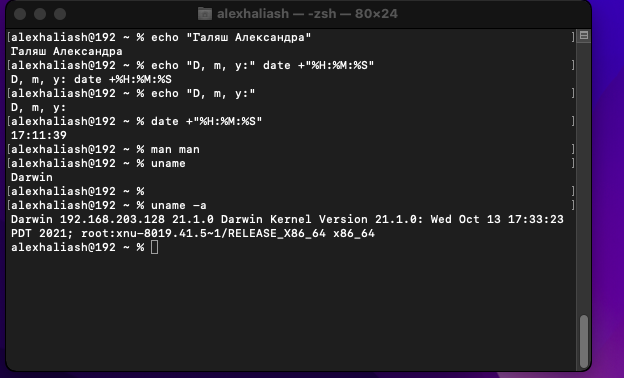 alexhaliash — -zsh — 80×24
[alexhaliash@192 ~ % echo "Галяш Александра" ]
Галяш Александра
[alexhaliash@192 ~ % echo "D, m, y:" date +"%H:%M:%S" ]
D, m, y: date +%H:%M:%S
[alexhaliash@192 ~ % echo "D, m, y:" ]
D, m, y:
[alexhaliash@192 ~ % date +"%H:%M:%S" ]
17:11:39
[alexhaliash@192 ~ % man man ]
[alexhaliash@192 ~ % uname ]
Darwin
[alexhaliash@192 ~ % ]
[alexhaliash@192 ~ % uname -a ]
Darwin 192.168.203.128 21.1.0 Darwin Kernel Version 21.1.0: Wed Oct 13 17:33:23
PDT 2021; root:xnu-8019.41.5~1/RELEASE_X86_64 x86_64
alexhaliash@192 ~ %